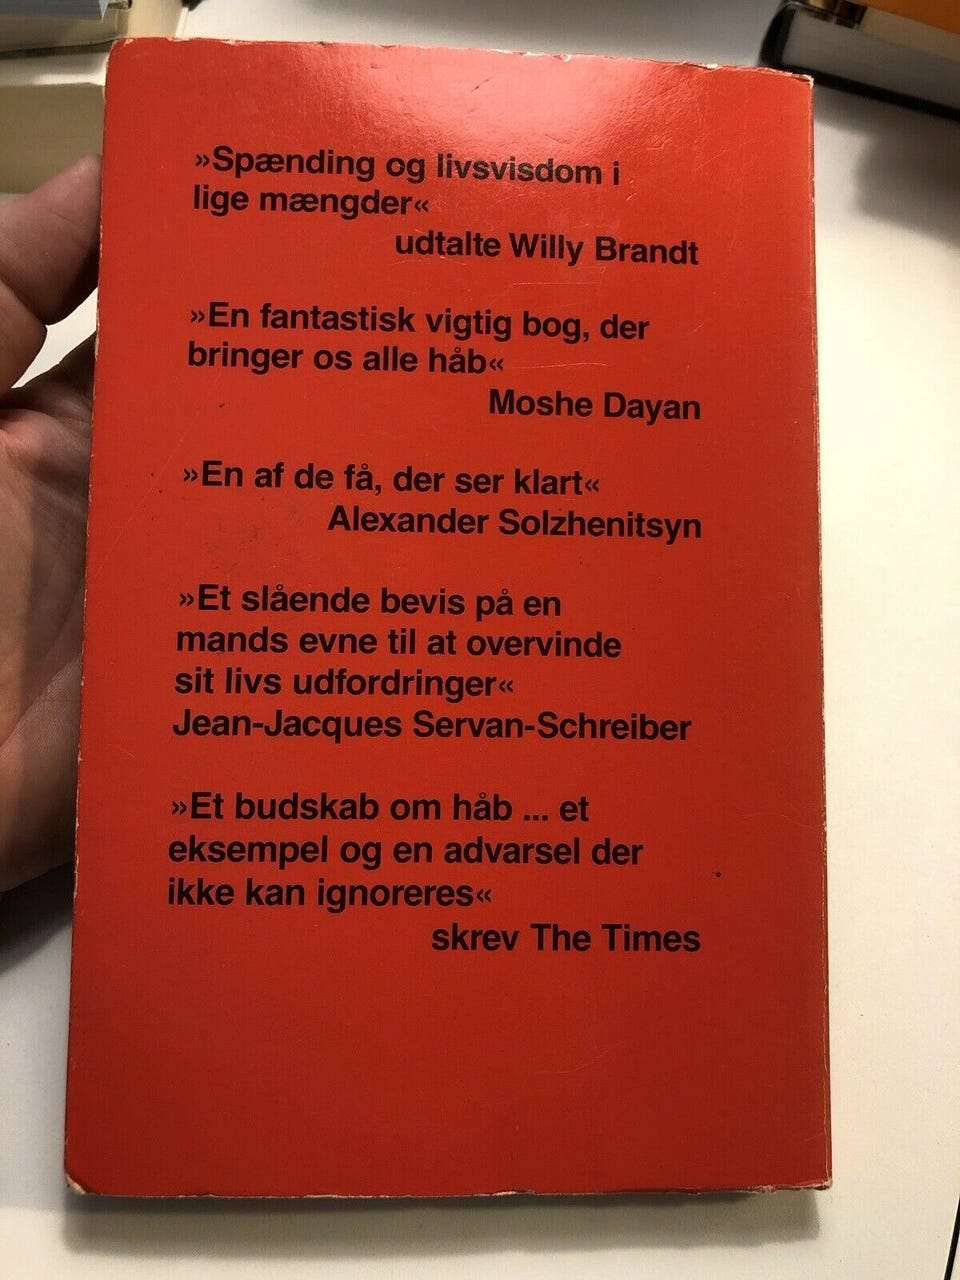 »Spænding og livsvisdom i
lige mængder«
udtalte Willy Brandt
»En fantastisk vigtig bog, der
bringer os alle håb«
Moshe Dayan
»En af de få, der ser klart«
Alexander Solzhenitsyn
»Et slående bevis på en
mands evne til at overvinde
sit livs udfordringer«
Jean-Jacques Servan-Schreiber
»Et budskab om håb ... et
eksempel og en advarsel der
ikke kan ignoreres«
skrev The Times